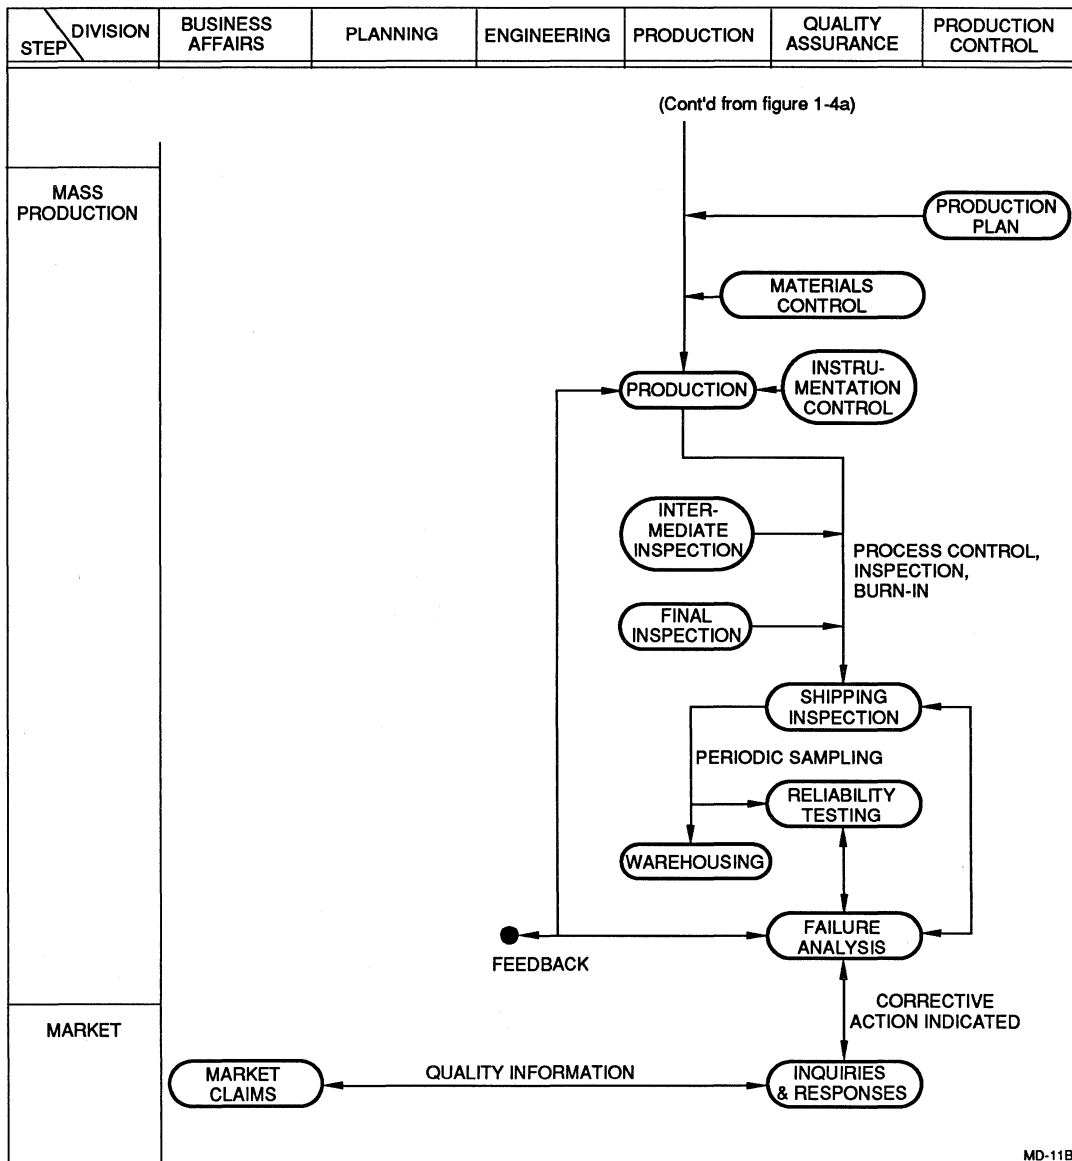 STEP
DIVISION
BUSINESS
AFFAIRS
PLANNING
ENGINEERING
PRODUCTION
QUALITY
ASSURANCE
PRODUCTION
CONTROL
(Cont'd from figure 1-4a)
MASS
PRODUCTION
PRODUCTION
PLAN
MATERIALS
CONTROL
PRODUCTION
INSTRU-
MENTATION
CONTROL
INTER-
MEDIATE
INSPECTION
PROCESS CONTROL,
INSPECTION,
BURN-IN
FINAL
INSPECTION
SHIPPING
INSPECTION
PERIODIC SAMPLING
RELIABILITY
TESTING
WAREHOUSING
FAILURE
ANALYSIS
FEEDBACK
CORRECTIVE
ACTION INDICATED
MARKET
MARKET
CLAIMS
QUALITY INFORMATION
INQUIRIES
& RESPONSES
MD-11B